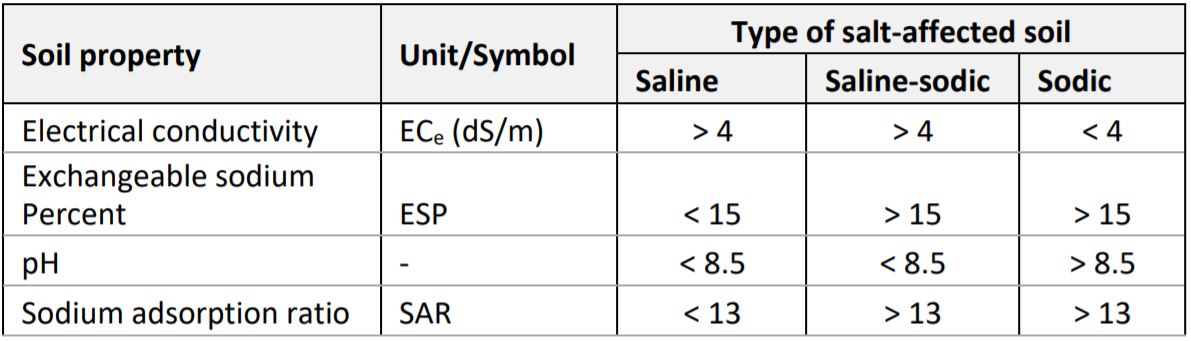 Soil property Unit/Symbol Type of salt-affected soil
Saline Saline-sodic Sodic
Electrical conductivity ECₑ (dS/m) > 4 > 4 < 4
Exchangeable sodium
Percent ESP < 15 > 15 > 15
pH - < 8.5 < 8.5 > 8.5
Sodium adsorption ratio SAR < 13 > 13 > 13